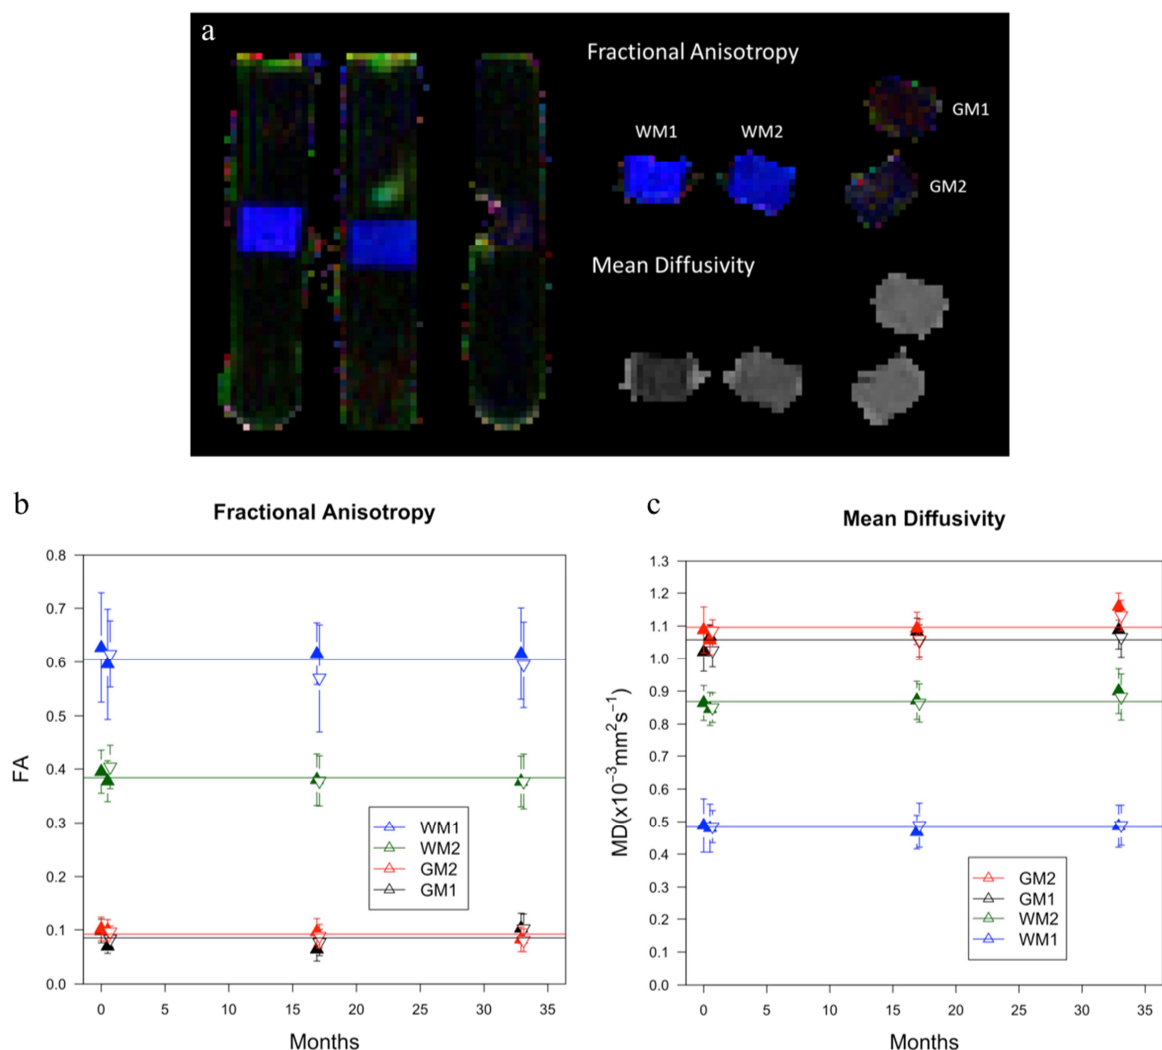 a
Fractional Anisotropy
GM1
WM1 WM2
GM2
Mean Diffusivity
b
Fractional Anisotropy
0.8
0.7
0.6
0.5
0.4
0.3
0.2
0.1
0.0
FA
WM1
WM2
GM2
GM1
0 5 10 15 20 25 30 35
Months
c
Mean Diffusivity
1.3
1.2
1.1
1.0
0.9
0.8
0.7
0.6
0.5
0.4
0.3
0.2
0.1
0.0
MD(x10⁻³mm²s⁻¹)
GM2
GM1
WM2
WM1
0 5 10 15 20 25 30 35
Months